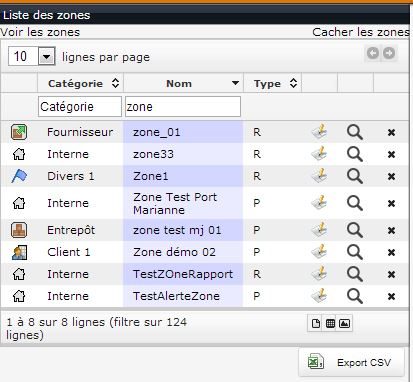 Liste des zones
Voir les zones Cacher les zones
10 lignes par page
Catégorie Nom Type
Catégorie zone
Fournisseur zone_01 R
Interne zone33 R
Divers 1 Zone1 R
Interne Zone Test Port Marianne P
Entrepôt zone test mj 01 P
Client 1 Zone démo 02 P
Interne TestZOneRapport R
Interne TestAlerteZone P
1 à 8 sur 8 lignes (filtre sur 124
lignes)
Export CSV